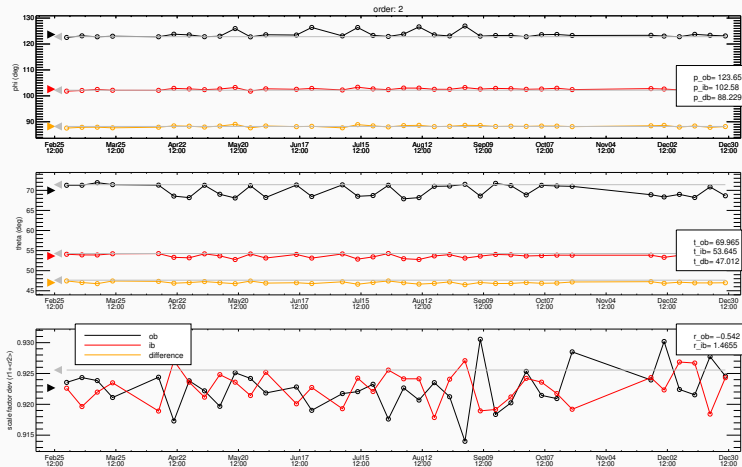 order: 2
130
120
110
100
90
phi (deg)
p_ob= 123.65
p_ib= 102.58
p_db= 88.229
Feb25 Mar25 Apr22 May20 Jun17 Jul15 Aug12 Sep09 Oct07 Nov04 Dec02 Dec30
12:00 12:00 12:00 12:00 12:00 12:00 12:00 12:00 12:00 12:00 12:00 12:00
70
65
60
55
50
45
theta (deg)
t_ob= 69.965
t_ib= 53.645
t_db= 47.012
Feb25 Mar25 Apr22 May20 Jun17 Jul15 Aug12 Sep09 Oct07 Nov04 Dec02 Dec30
12:00 12:00 12:00 12:00 12:00 12:00 12:00 12:00 12:00 12:00 12:00 12:00
0.930
0.925
0.920
0.915
scale factor dev (r1=r2)
ob
ib
difference
r_ob= −0.542
r_ib= 1.4655
Feb25 Mar25 Apr22 May20 Jun17 Jul15 Aug12 Sep09 Oct07 Nov04 Dec02 Dec30
12:00 12:00 12:00 12:00 12:00 12:00 12:00 12:00 12:00 12:00 12:00 12:00